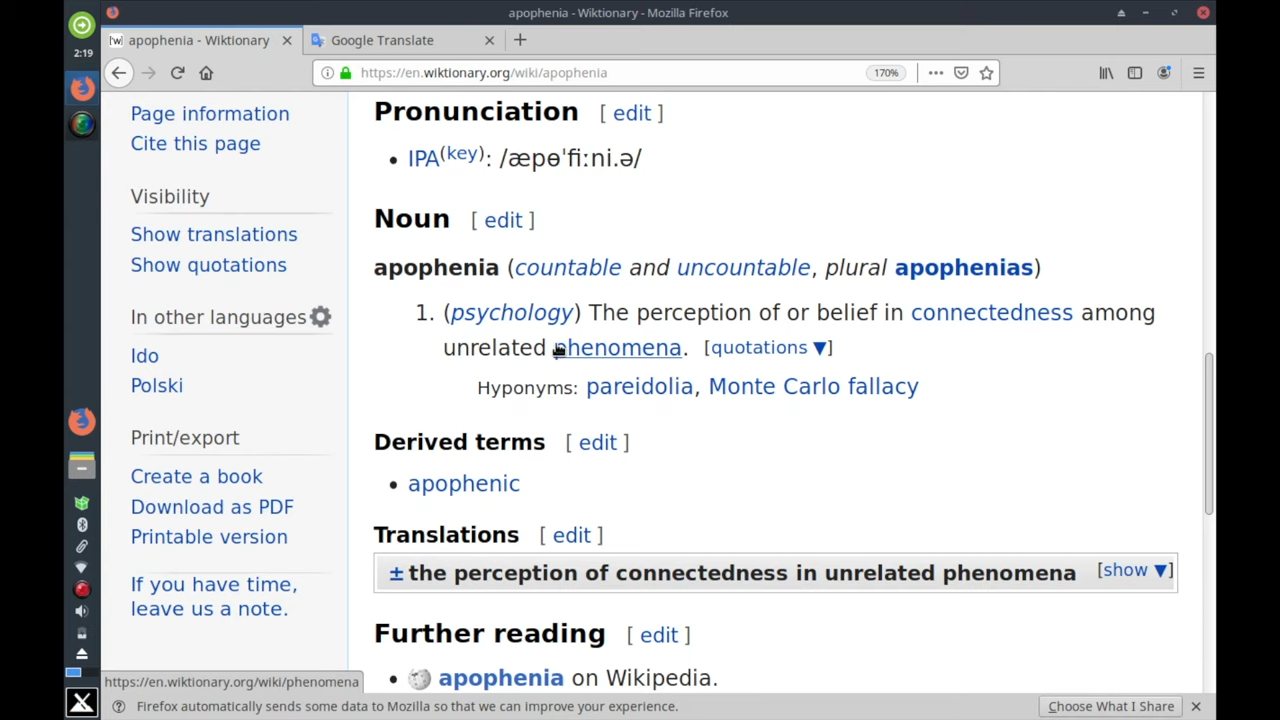 apophenia - Wiktionary - Mozilla Firefox
2:19
apophenia - Wiktionary
Google Translate
https://en.wiktionary.org/wiki/apophenia
170%
Page information
Cite this page
Visibility
Show translations
Show quotations
In other languages
Ido
Polski
Print/export
Create a book
Download as PDF
Printable version
If you have time,
leave us a note.
Pronunciation [ edit ]
• IPA(key): /æpɵˈfiːni.ə/
Noun [ edit ]
apophenia (countable and uncountable, plural apophenias)
1. (psychology) The perception of or belief in connectedness among
unrelated phenomena. [quotations ▼]
Hyponyms: pareidolia, Monte Carlo fallacy
Derived terms [ edit ]
• apophenic
Translations [ edit ]
± the perception of connectedness in unrelated phenomena [show ▼]
Further reading [ edit ]
• apophenia on Wikipedia.
https://en.wiktionary.org/wiki/phenomena
Firefox automatically sends some data to Mozilla so that we can improve your experience.
Choose What I Share